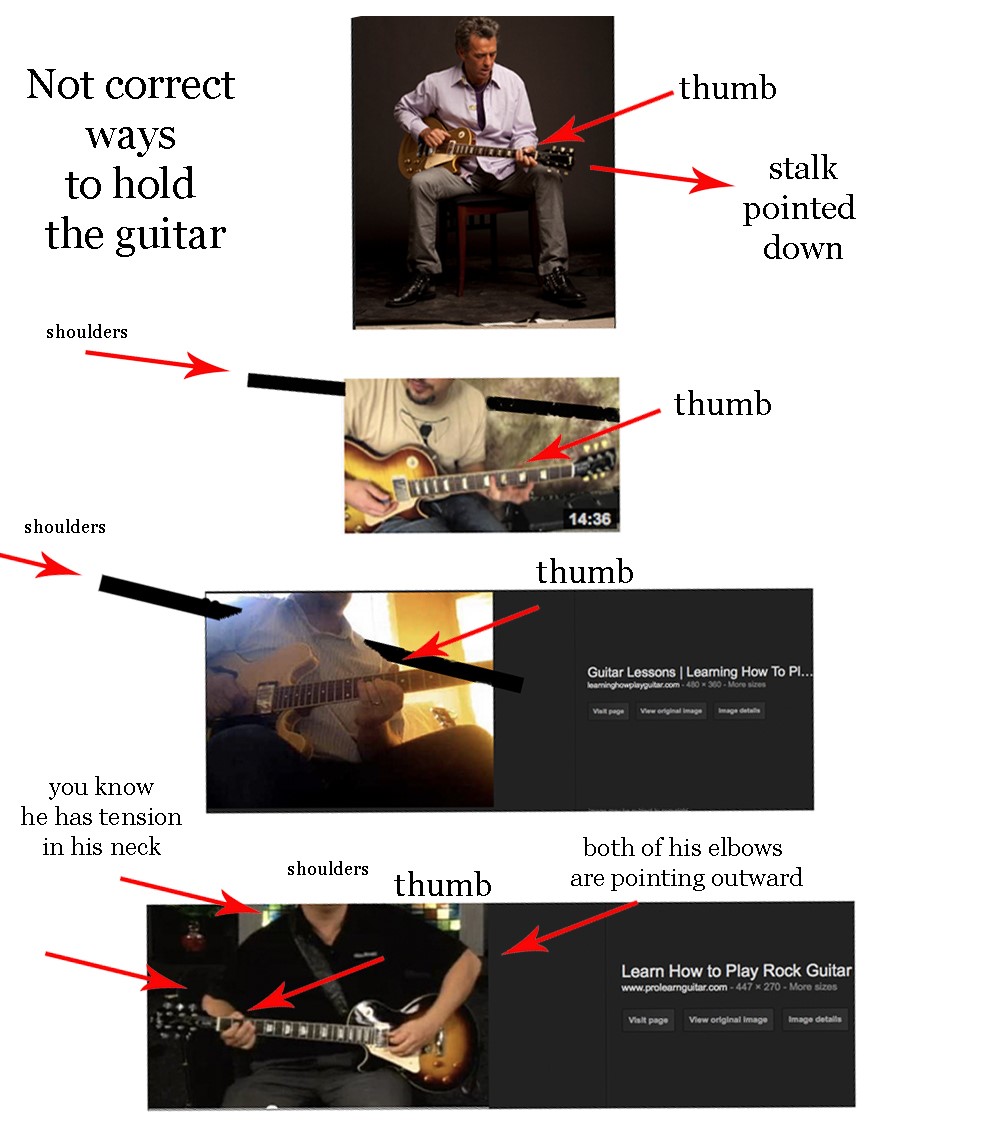 Not correct
ways
to hold
the guitar
thumb
stalk
pointed
down
shoulders
thumb
14:36
shoulders
thumb
Guitar Lessons | Learning How To Pl...
learninghowplayguitar.com - 480 × 360 - More sizes
Visit page
View original image
Image details
you know
he has tension
in his neck
shoulders
thumb
both of his elbows
are pointing outward
Learn How to Play Rock Guitar
www.prolearnguitar.com - 447 × 270 - More sizes
Visit page
View original image
Image details